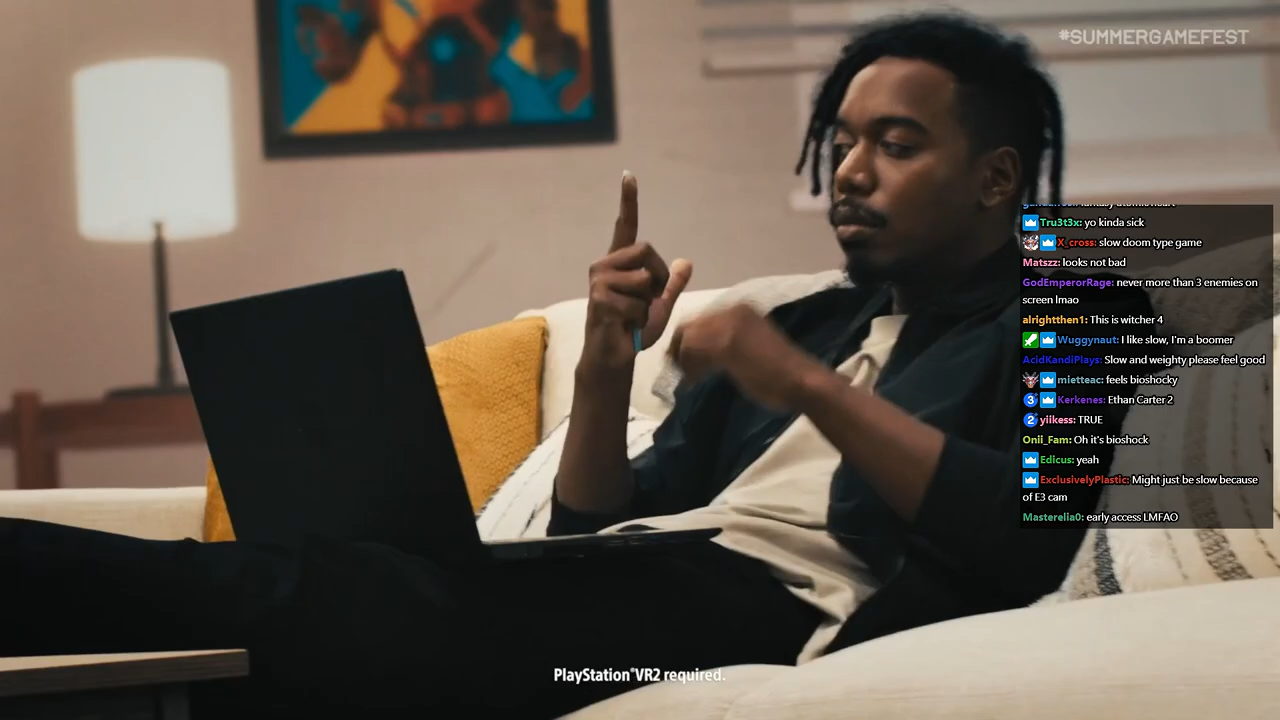 #SUMMERGAMEFEST
Tru3t3x: yo kinda sick
X_cross: slow doom type game
Matszz: looks not bad
GodEmperorRage: never more than 3 enemies on
screen lmao
alrightthen1: This is witcher 4
Wuggynaut: I like slow, I'm a boomer
AcidKandiPlays: Slow and weighty please feel good
mietteac: feels bioshocky
3 Kerkenes: Ethan Carter 2
2 yiikess: TRUE
Onii_Fam: Oh it's bioshock
Edicus: yeah
ExclusivelyPlastic: Might just be slow because
of E3 cam
Masterelia0: early access LMFAO
PlayStation®VR2 required.